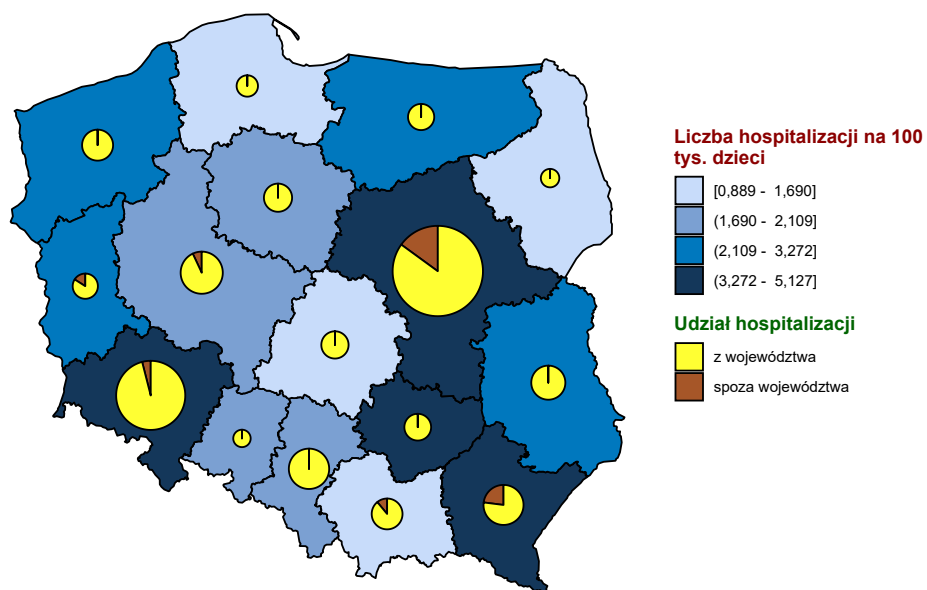 Liczba hospitalizacji na 100
tys. dzieci
[0,889 - 1,690]
(1,690 - 2,109]
(2,109 - 3,272]
(3,272 - 5,127]
Udział hospitalizacji
z województwa
spoza województwa